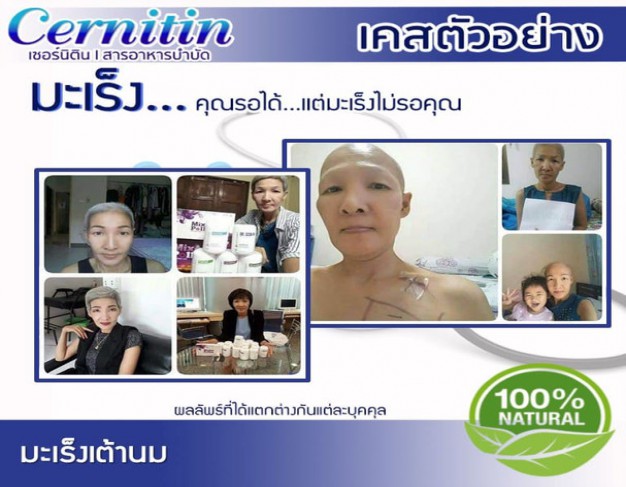 Cernitin
เซอร์นิติน | สารอาหารบำบัด
เคสตัวอย่าง
มะเร็ง... คุณรอได้...แต่มะเร็งไม่รอคุณ
ผลลัพธ์ที่ได้แตกต่างกันแต่ละบุคคุล
100%
NATURAL
มะเร็งเต้านม